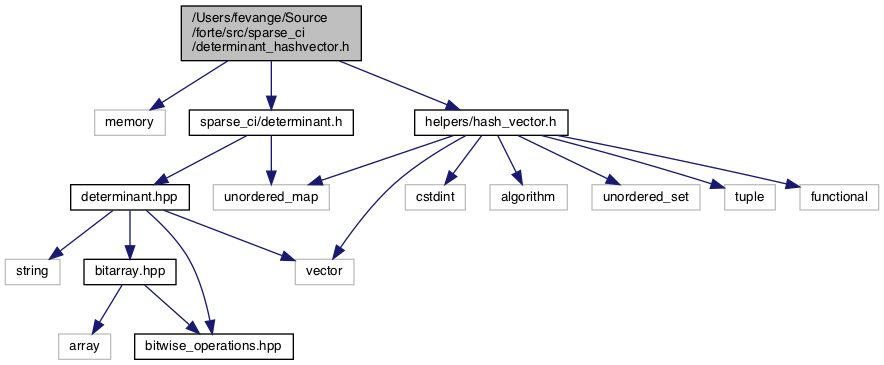 /Users/fevange/Source
/forte/src/sparse_ci
/determinant_hashvector.h
memory
sparse_ci/determinant.h
helpers/hash_vector.h
determinant.hpp
unordered_map
cstdint
algorithm
unordered_set
tuple
functional
string
bitarray.hpp
vector
array
bitwise_operations.hpp